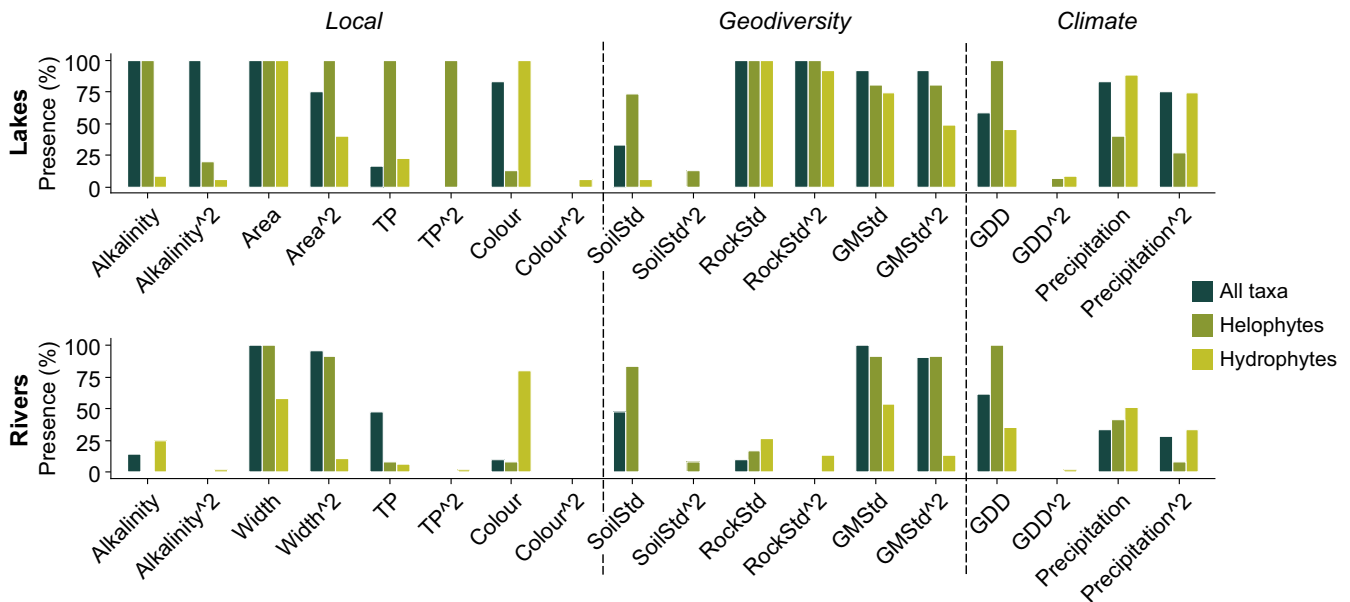 Local Geodiversity Climate
Lakes
Presence (%)
100
75
50
25
0
Alkalinity Alkalinity^2 Area Area^2 TP TP^2 Colour Colour^2 SoilStd SoilStd^2 RockStd RockStd^2 GMStd GMStd^2 GDD GDD^2 Precipitation Precipitation^2
All taxa
Helophytes
Hydrophytes
Rivers
Presence (%)
100
75
50
25
0
Alkalinity Alkalinity^2 Width Width^2 TP TP^2 Colour Colour^2 SoilStd SoilStd^2 RockStd RockStd^2 GMStd GMStd^2 GDD GDD^2 Precipitation Precipitation^2